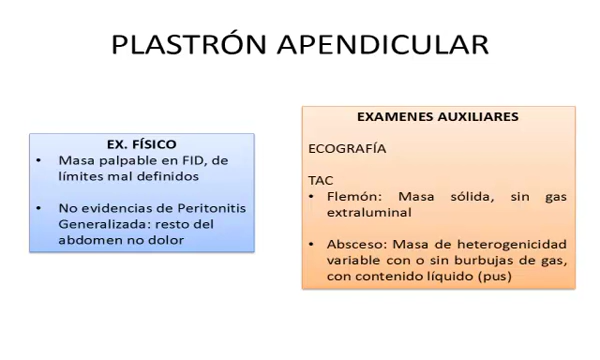 PLASTRÓN APENDICULAR
EX. FÍSICO
• Masa palpable en FID, de
límites mal definidos
• No evidencias de Peritonitis
Generalizada: resto del
abdomen no dolor
EXAMENES AUXILIARES
ECOGRAFÍA
TAC
• Flemón: Masa sólida, sin gas
extraluminal
• Absceso: Masa de heterogenicidad
variable con o sin burbujas de gas,
con contenido líquido (pus)